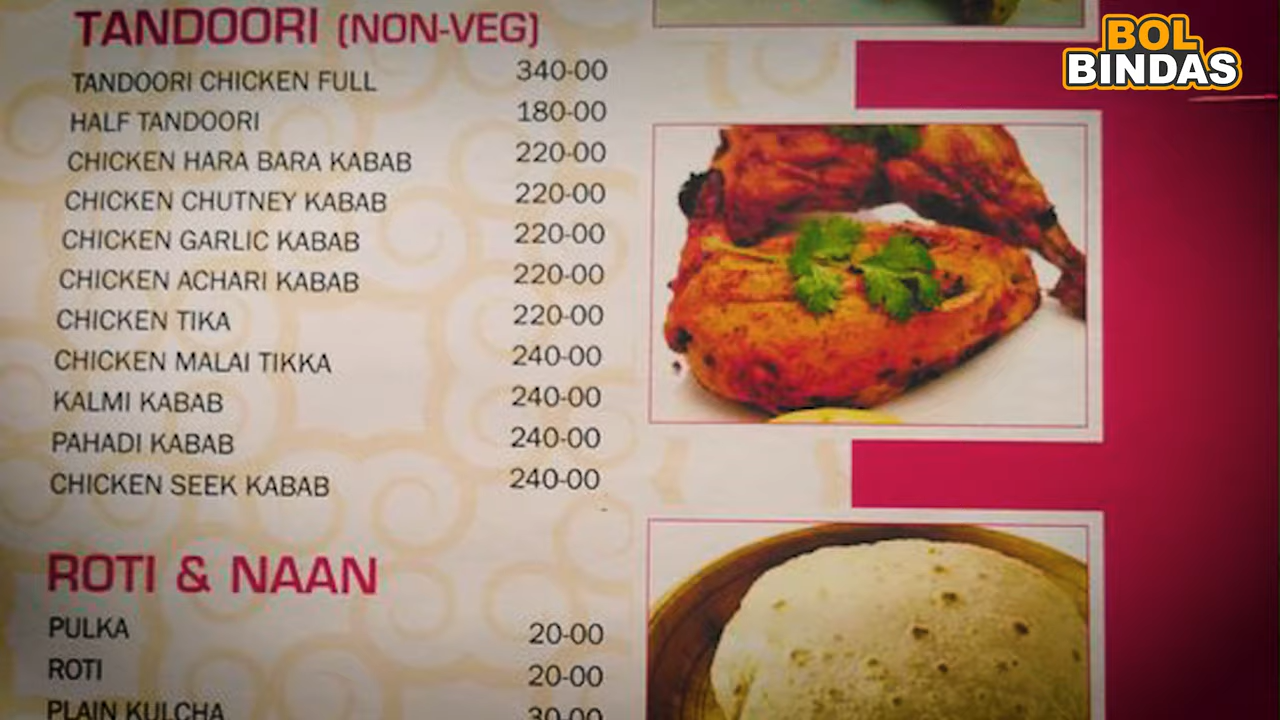 TANDOORI (NON-VEG)
TANDOORI CHICKEN FULL 340-00
HALF TANDOORI 180-00
CHICKEN HARA BARA KABAB 220-00
CHICKEN CHUTNEY KABAB 220-00
CHICKEN GARLIC KABAB 220-00
CHICKEN ACHARI KABAB 220-00
CHICKEN TIKA 220-00
CHICKEN MALAI TIKKA 240-00
KALMI KABAB 240-00
PAHADI KABAB 240-00
CHICKEN SEEK KABAB 240-00
ROTI & NAAN
PULKA 20-00
ROTI 20-00
PLAIN KULCHA 30-00
BOL
BINDAS